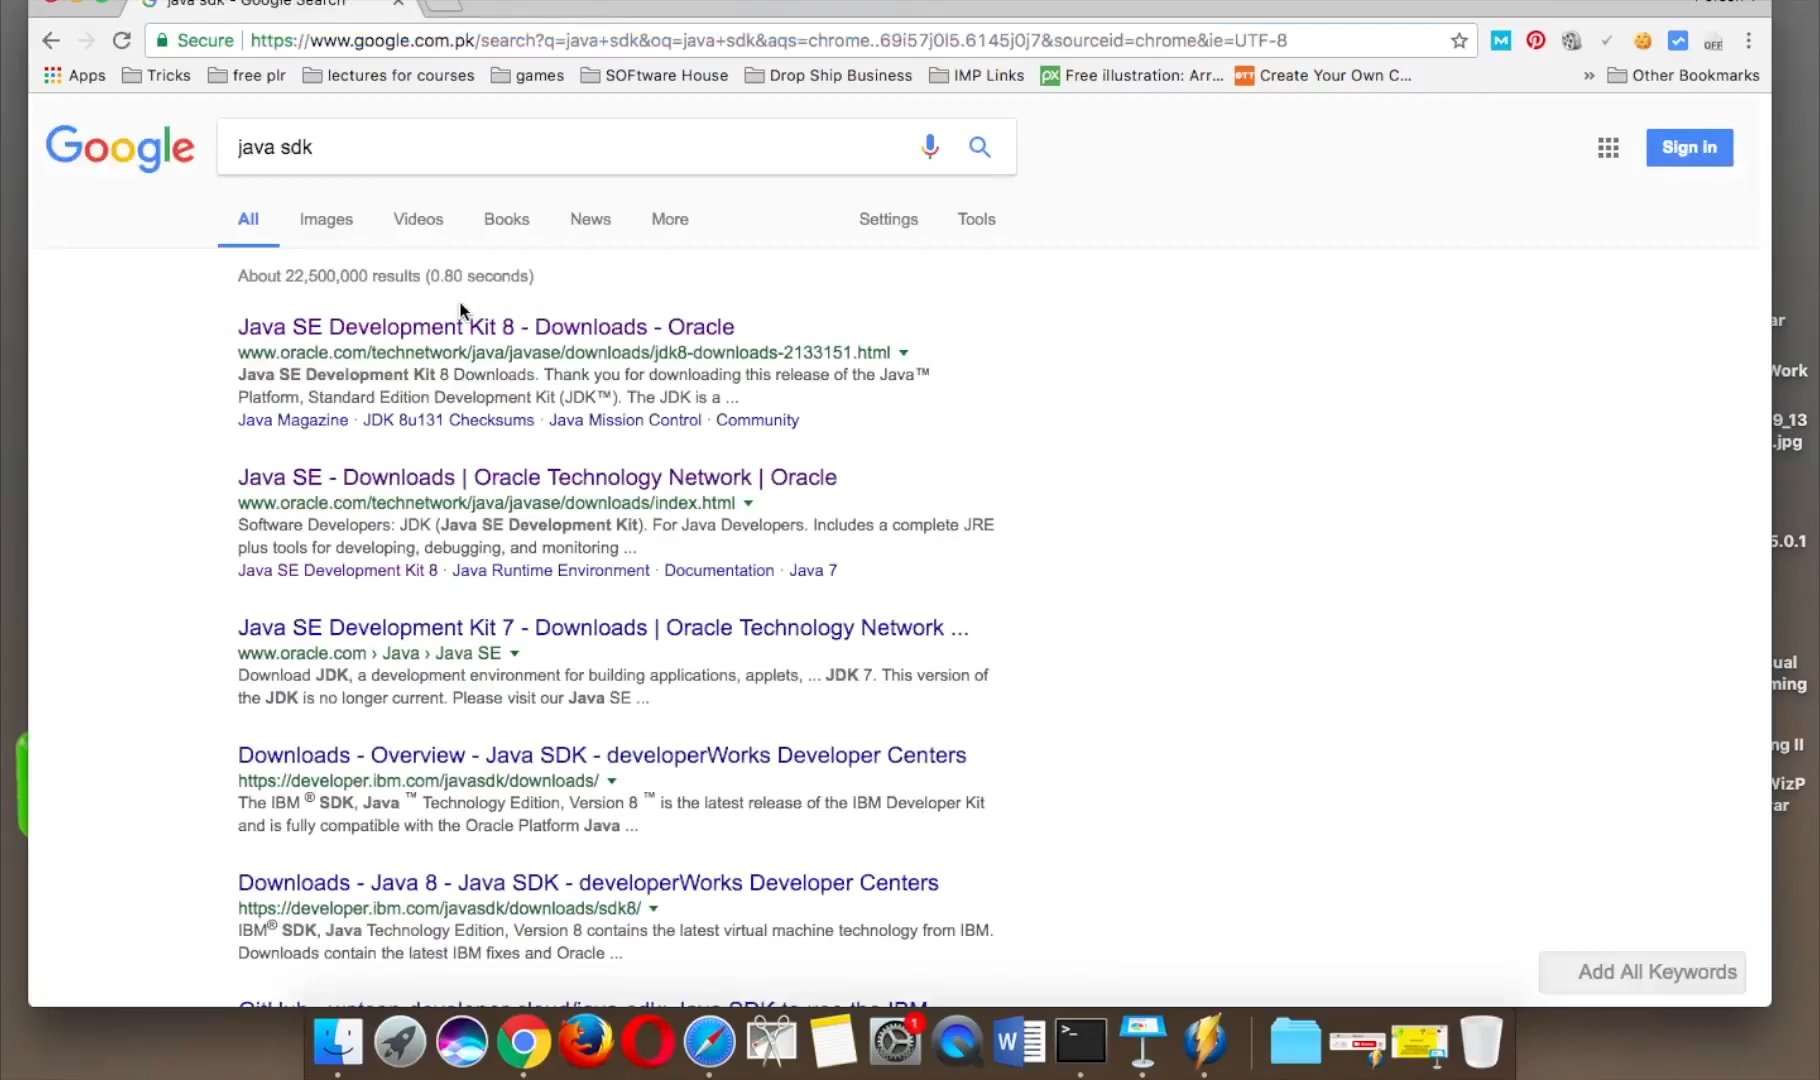 java sdk - Google Search
Secure | https://www.google.com.pk/search?q=java+sdk&oq=java+sdk&aqs=chrome..69i57j0l5.6145j0j7&sourceid=chrome&ie=UTF-8
OFF
Apps Tricks free plr lectures for courses games SOFtware House Drop Ship Business IMP Links Free illustration: Arr... Create Your Own C... » Other Bookmarks
Google java sdk Sign in
All Images Videos Books News More Settings Tools
About 22,500,000 results (0.80 seconds)
Java SE Development Kit 8 - Downloads - Oracle
www.oracle.com/technetwork/java/javase/downloads/jdk8-downloads-2133151.html
Java SE Development Kit 8 Downloads. Thank you for downloading this release of the Java™
Platform, Standard Edition Development Kit (JDK™). The JDK is a ...
Java Magazine · JDK 8u131 Checksums · Java Mission Control · Community
Java SE - Downloads | Oracle Technology Network | Oracle
www.oracle.com/technetwork/java/javase/downloads/index.html
Software Developers: JDK (Java SE Development Kit). For Java Developers. Includes a complete JRE
plus tools for developing, debugging, and monitoring ...
Java SE Development Kit 8 · Java Runtime Environment · Documentation · Java 7
Java SE Development Kit 7 - Downloads | Oracle Technology Network ...
www.oracle.com › Java › Java SE
Download JDK, a development environment for building applications, applets, ... JDK 7. This version of
the JDK is no longer current. Please visit our Java SE ...
Downloads - Overview - Java SDK - developerWorks Developer Centers
https://developer.ibm.com/javasdk/downloads/
The IBM ® SDK, Java ™ Technology Edition, Version 8 ™ is the latest release of the IBM Developer Kit
and is fully compatible with the Oracle Platform Java ...
Downloads - Java 8 - Java SDK - developerWorks Developer Centers
https://developer.ibm.com/javasdk/downloads/sdk8/
IBM® SDK, Java Technology Edition, Version 8 contains the latest virtual machine technology from IBM.
Downloads contain the latest IBM fixes and Oracle ...
Add All Keywords
ar
Work
9_13
.jpg
5.0.1
ual
ming
ng II
WizP
ar
1
W